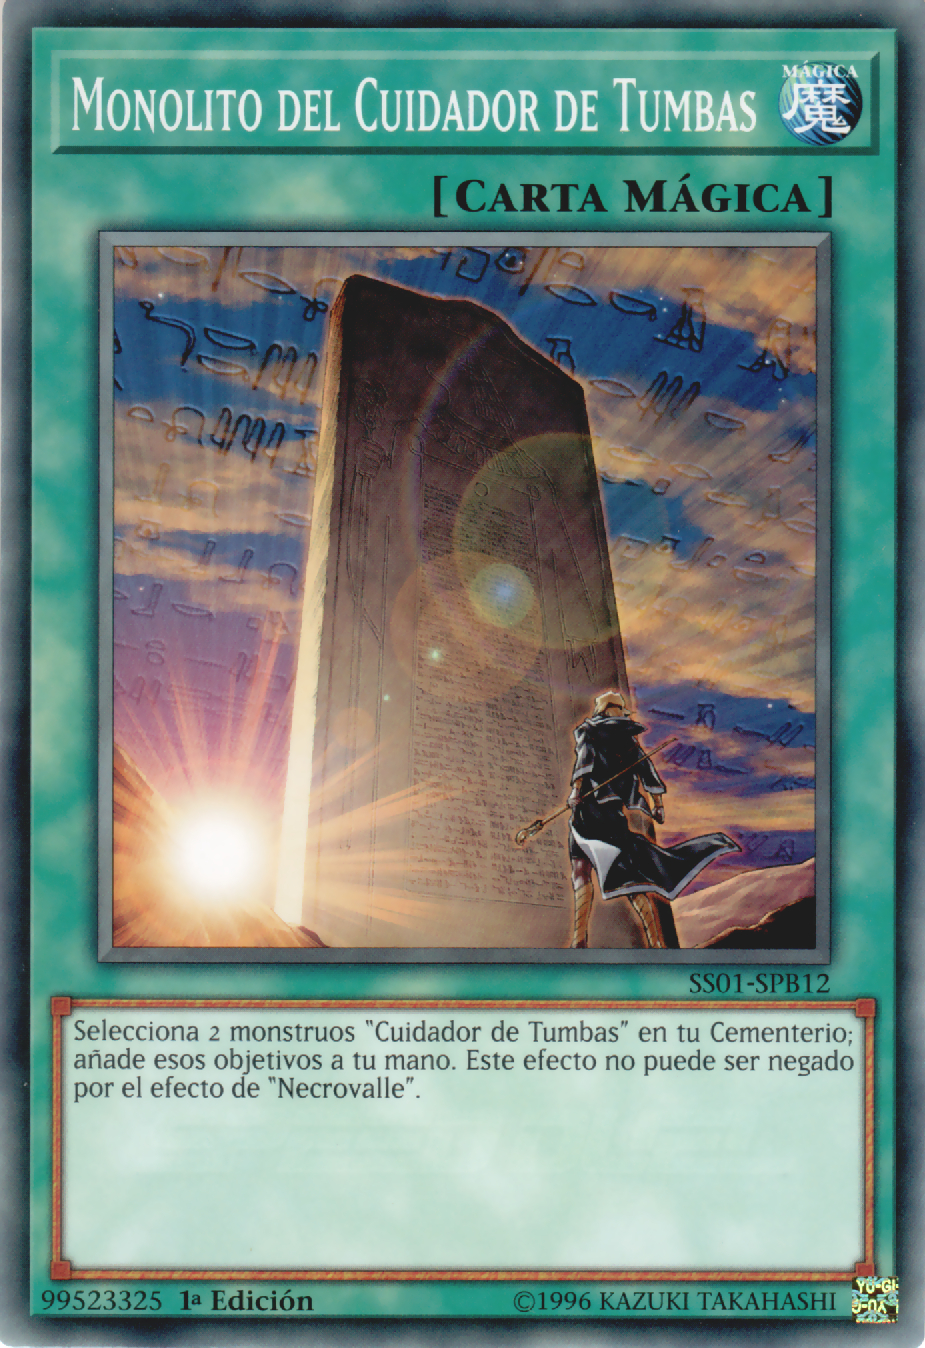 Monolito del Cuidador de Tumbas
MÁGICA
魔
[Carta Mágica]
SS01-SPB12
Selecciona 2 monstruos "Cuidador de Tumbas" en tu Cementerio;
añade esos objetivos a tu mano. Este efecto no puede ser negado
por el efecto de "Necrovalle".
99523325 1ª Edición
©1996 KAZUKI TAKAHASHI